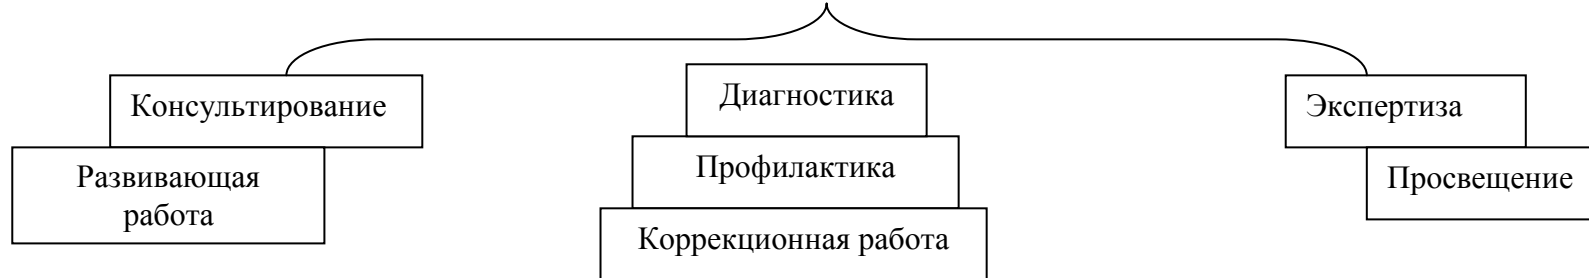 Консультирование
Развивающая
работа
Диагностика
Профилактика
Коррекционная работа
Экспертиза
Просвещение